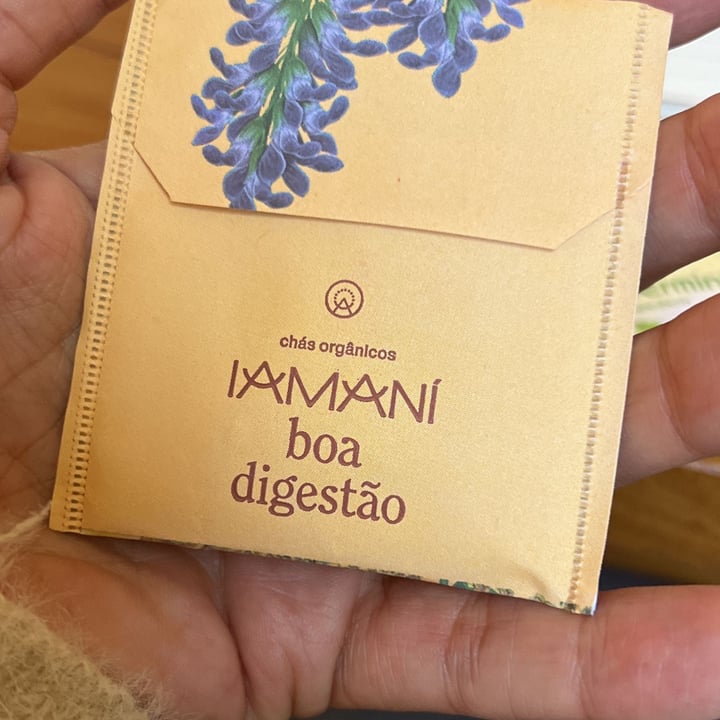 chás orgânicos
IAMANÍ
boa
digestão